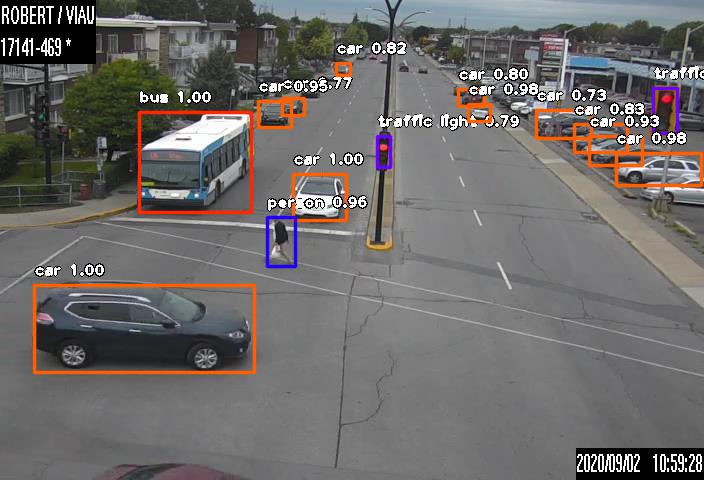 ROBERT / VIAU
17141-469 *
car 0.82
car 0.80
car 0.95
0.77
car 0.98
bus 1.00
car 0.73
traffic
car 0.83
traffic light 0.79
car 0.93
car 0.98
car 1.00
person 0.96
car 1.00
2020/09/02 10:59:28